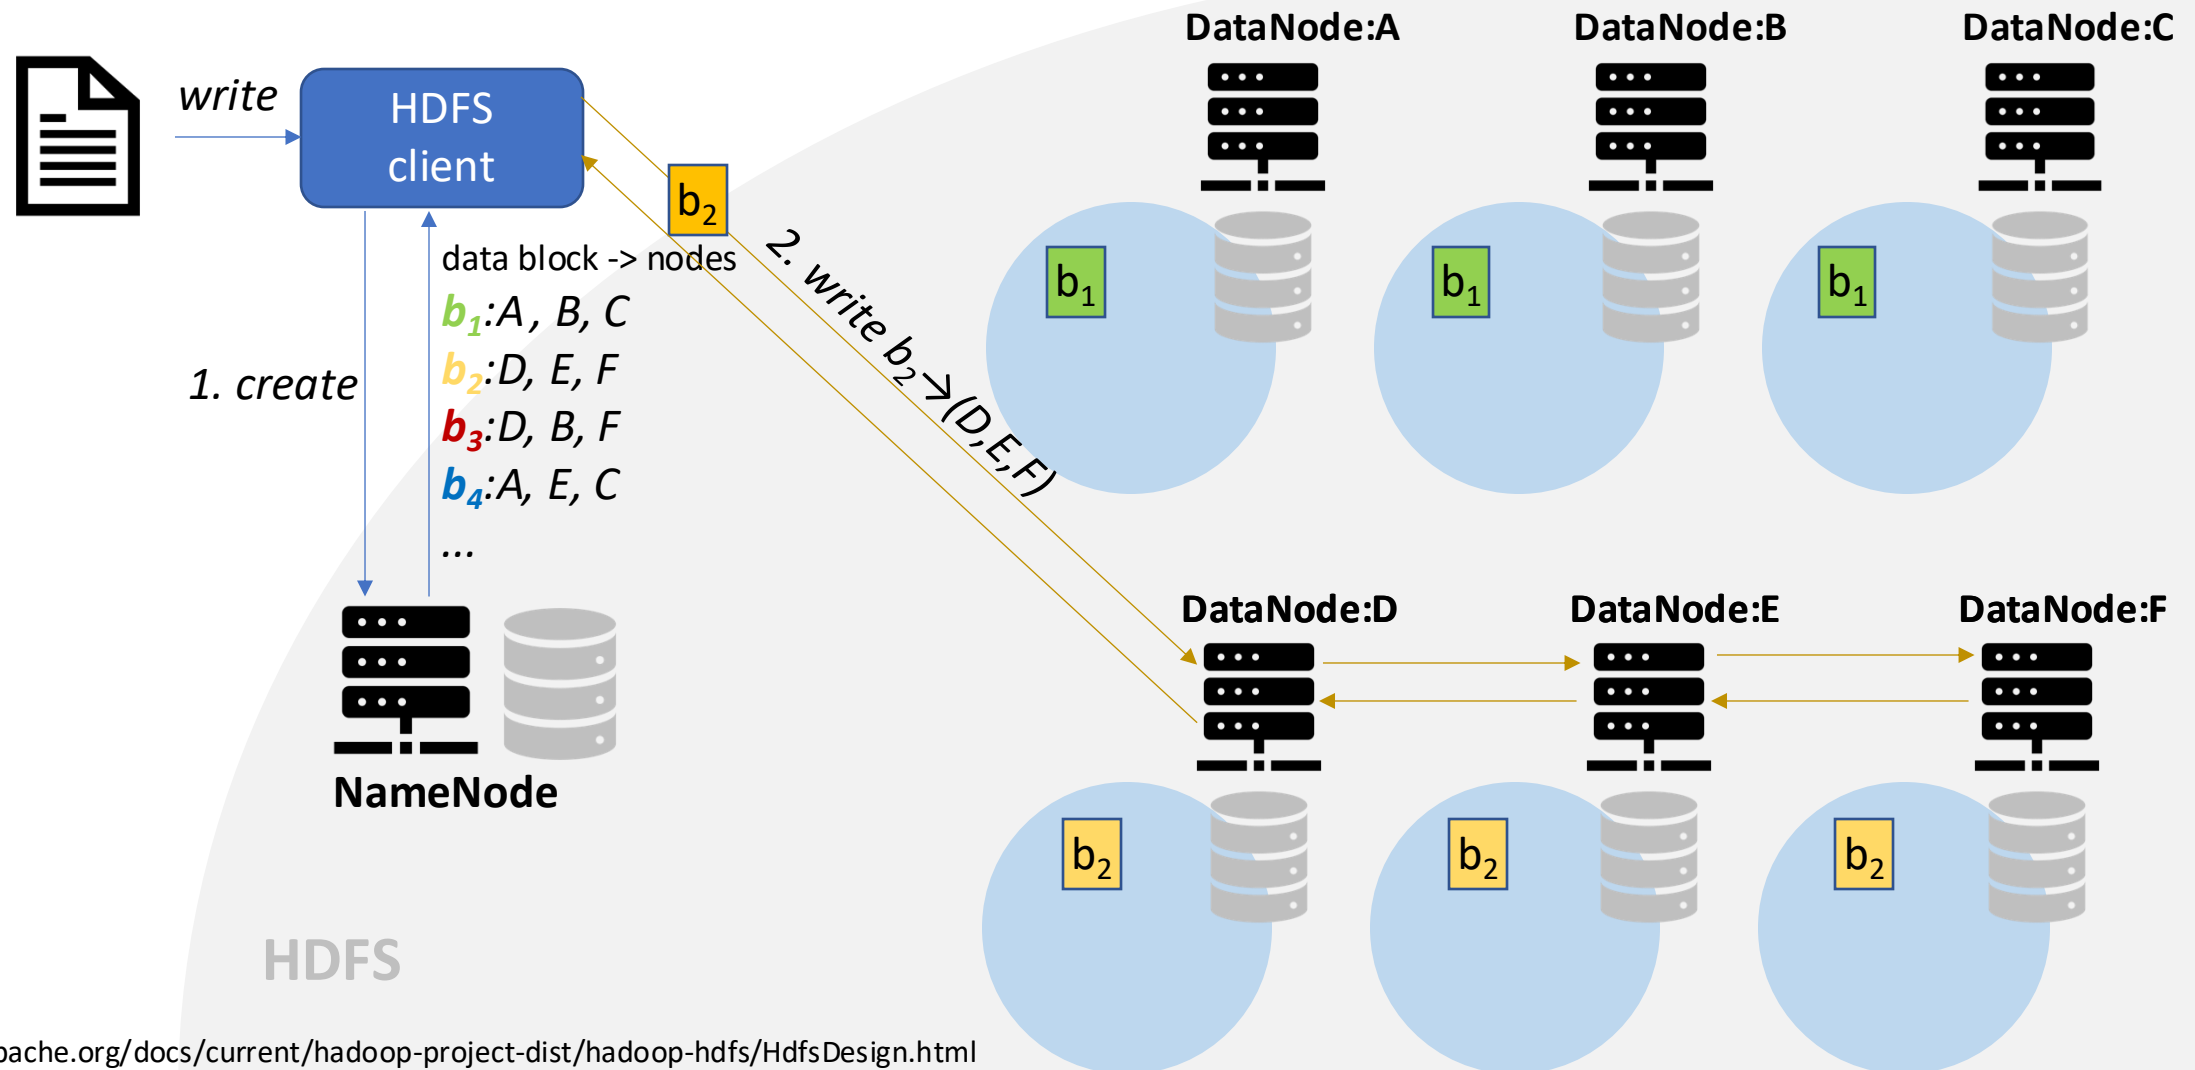 DataNode:A
DataNode:B
DataNode:C
write
HDFS
client
b₂
data block -> nodes
b₁:A, B, C
b₂:D, E, F
b₃:D, B, F
b₄:A, E, C
...
1. create
2. write b₂→(D,E,F)
b₁
b₁
b₁
NameNode
DataNode:D
DataNode:E
DataNode:F
b₂
b₂
b₂
HDFS
pache.org/docs/current/hadoop-project-dist/hadoop-hdfs/HdfsDesign.html